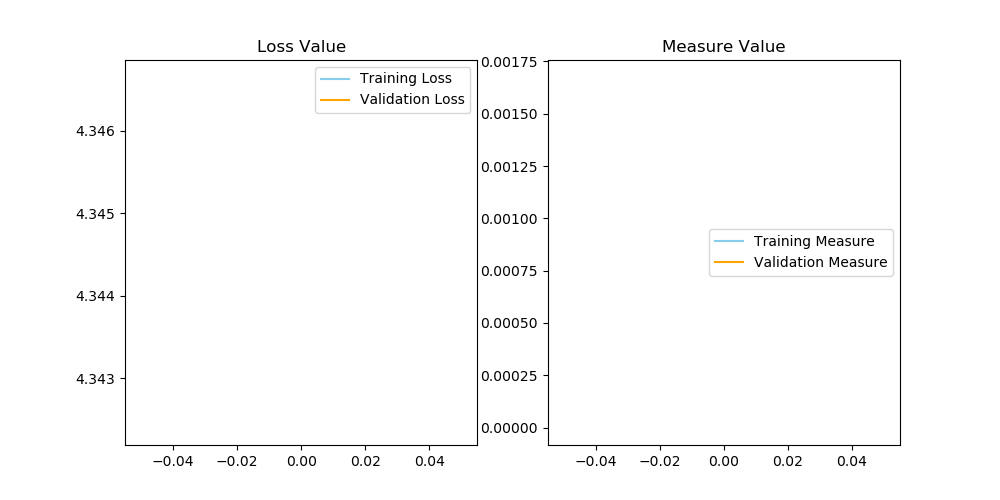 Loss Value
Training Loss
Validation Loss
4.346
4.345
4.344
4.343
−0.04 −0.02 0.00 0.02 0.04
Measure Value
0.00175
0.00150
0.00125
0.00100
0.00075
0.00050
0.00025
0.00000
Training Measure
Validation Measure
−0.04 −0.02 0.00 0.02 0.04